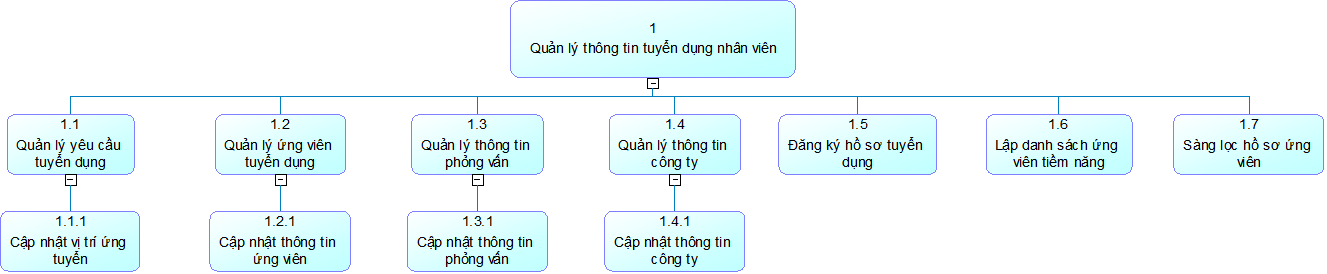 1
Quản lý thông tin tuyển dụng nhân viên
1.1
Quản lý yêu cầu
tuyển dụng
1.2
Quản lý ứng viên
tuyển dụng
1.3
Quản lý thông tin
phỏng vấn
1.4
Quản lý thông tin
công ty
1.5
Đăng ký hồ sơ tuyển
dụng
1.6
Lập danh sách ứng
viên tiềm năng
1.7
Sàng lọc hồ sơ ứng
viên
1.1.1
Cập nhật vị trí ứng
tuyển
1.2.1
Cập nhật thông tin
ứng viên
1.3.1
Cập nhật thông tin
phỏng vấn
1.4.1
Cập nhật thông tin
công ty